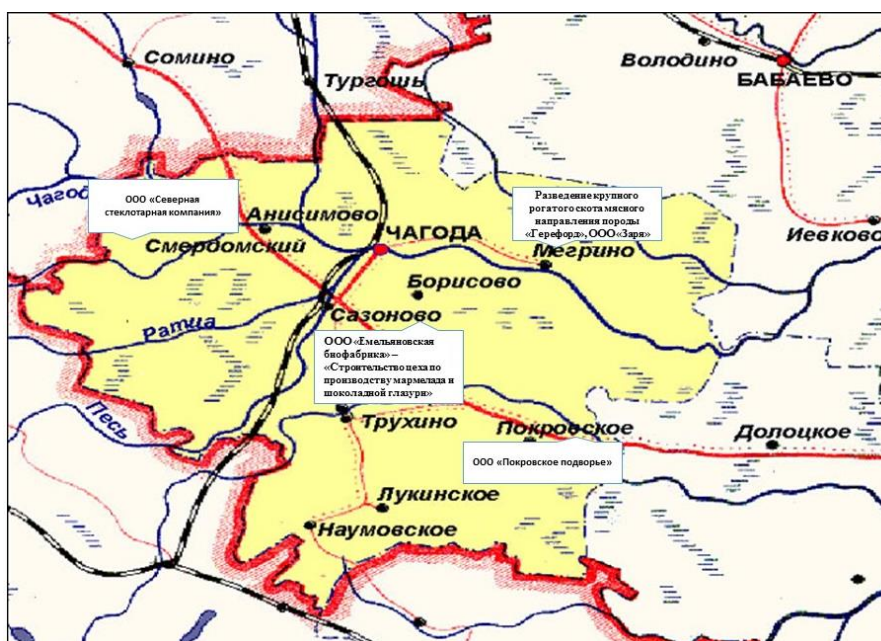 Сомино
Тургошь
Володино
БАБАЕВО
Чагод
ООО «Северная
стеклотарная компания»
Анисимово
Смердомский
ЧАГОДА
Разведение крупного
рогатого скота мясного
направления породы
«Герефорд», ООО «Заря»
Мегрино
Иевково
Борисово
Сазоново
Ратца
ООО «Емельяновская
биофабрика» –
«Строительство цеха по
производству мармелада и
шоколадной глазури»
Песь
Трухино
Покровское
Долоцкое
ООО «Покровское подворье»
Лукинское
Наумовское